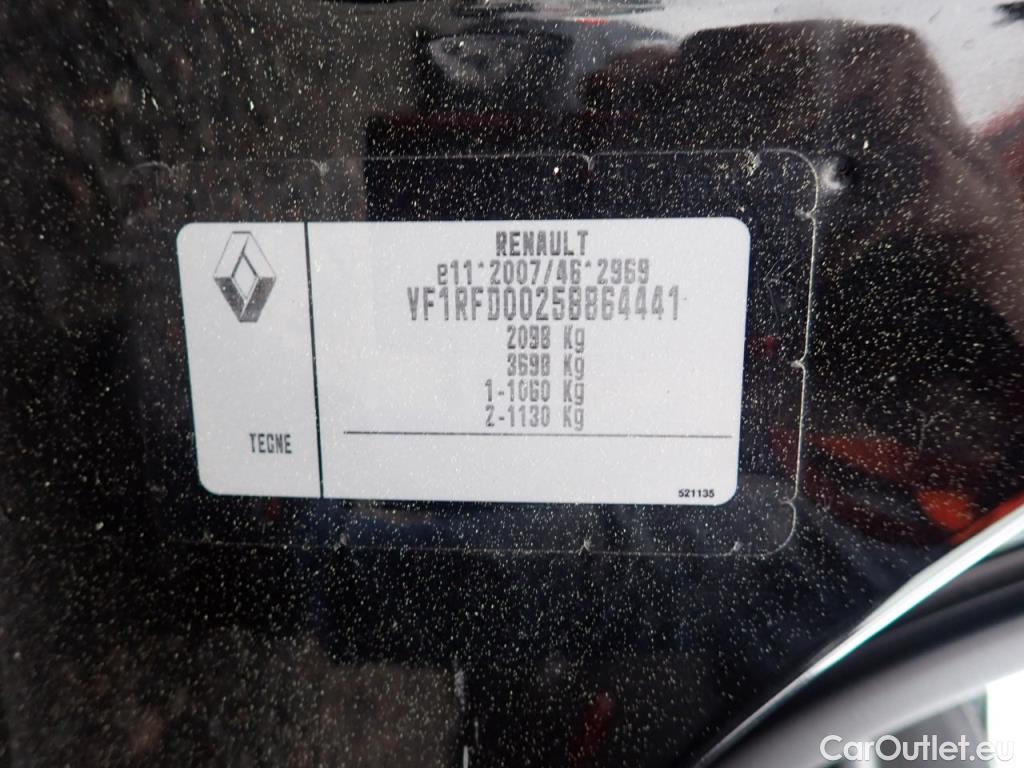 RENAULT
e11*2007/46*2969
VF1RFD00258864441
2098 Kg
3698 Kg
1-1060 Kg
2-1130 Kg
TEGNE
521135
CarOutlet.eu